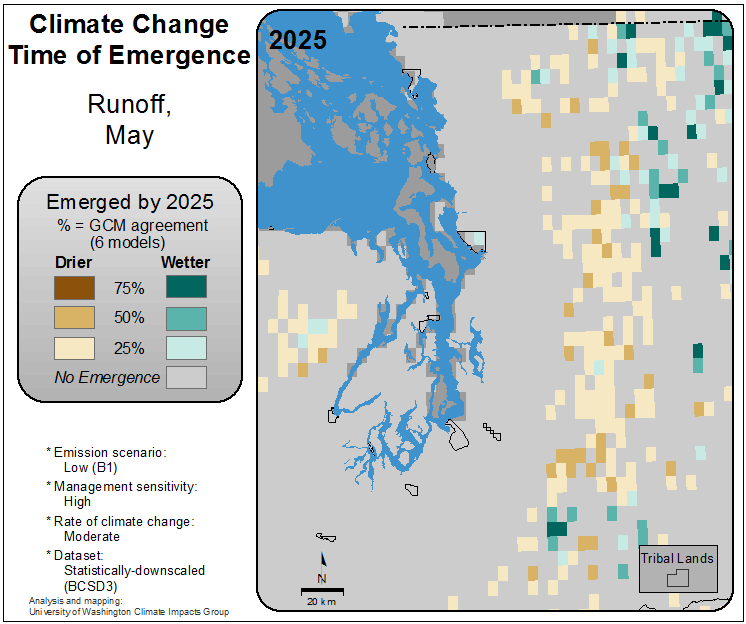 Climate Change
Time of Emergence
Runoff,
May
Emerged by 2025
% = GCM agreement
(6 models)
Drier Wetter
75%
50%
25%
No Emergence
* Emission scenario:
Low (B1)
* Management sensitivity:
High
* Rate of climate change:
Moderate
* Dataset:
Statistically-downscaled
(BCSD3)
Analysis and mapping:
University of Washington Climate Impacts Group
2025
N
20 km
Tribal Lands